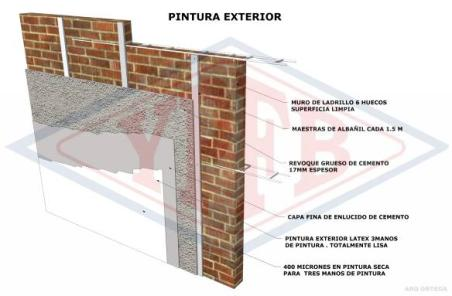 PINTURA EXTERIOR
MURO DE LADRILLO 6 HUECOS
SUPERFICIA LIMPIA
MAESTRAS DE ALBAÑIL CADA 1.5 M
REVOQUE GRUESO DE CEMENTO
17MM ESPESOR
CAPA FINA DE ENLUCIDO DE CEMENTO
PINTURA EXTERIOR LATEX 3MANOS
DE PINTURA . TOTALMENTE LISA
400 MICRONES EN PINTURA SECA
PARA TRES MANOS DE PINTURA
ARQ ORTEGA